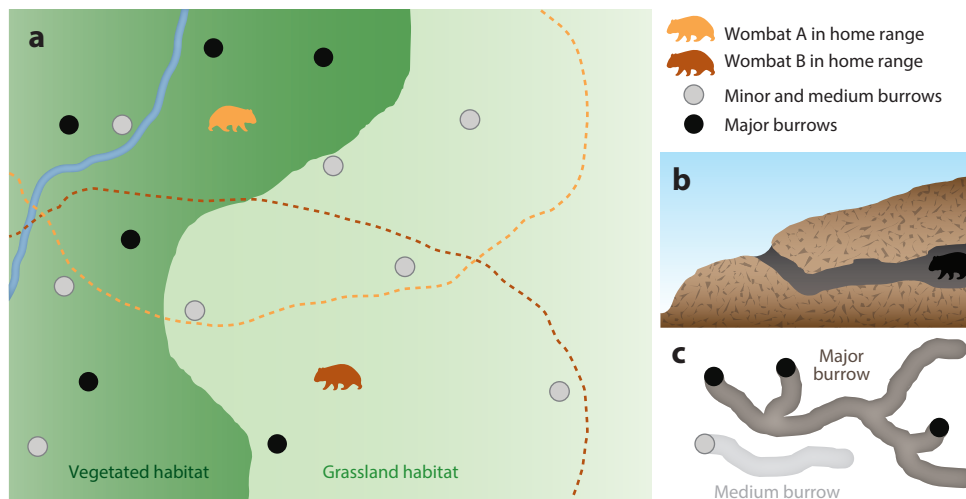 a
Vegetated habitat
Grassland habitat
Wombat A in home range
Wombat B in home range
Minor and medium burrows
Major burrows
b
c
Major
burrow
Medium burrow